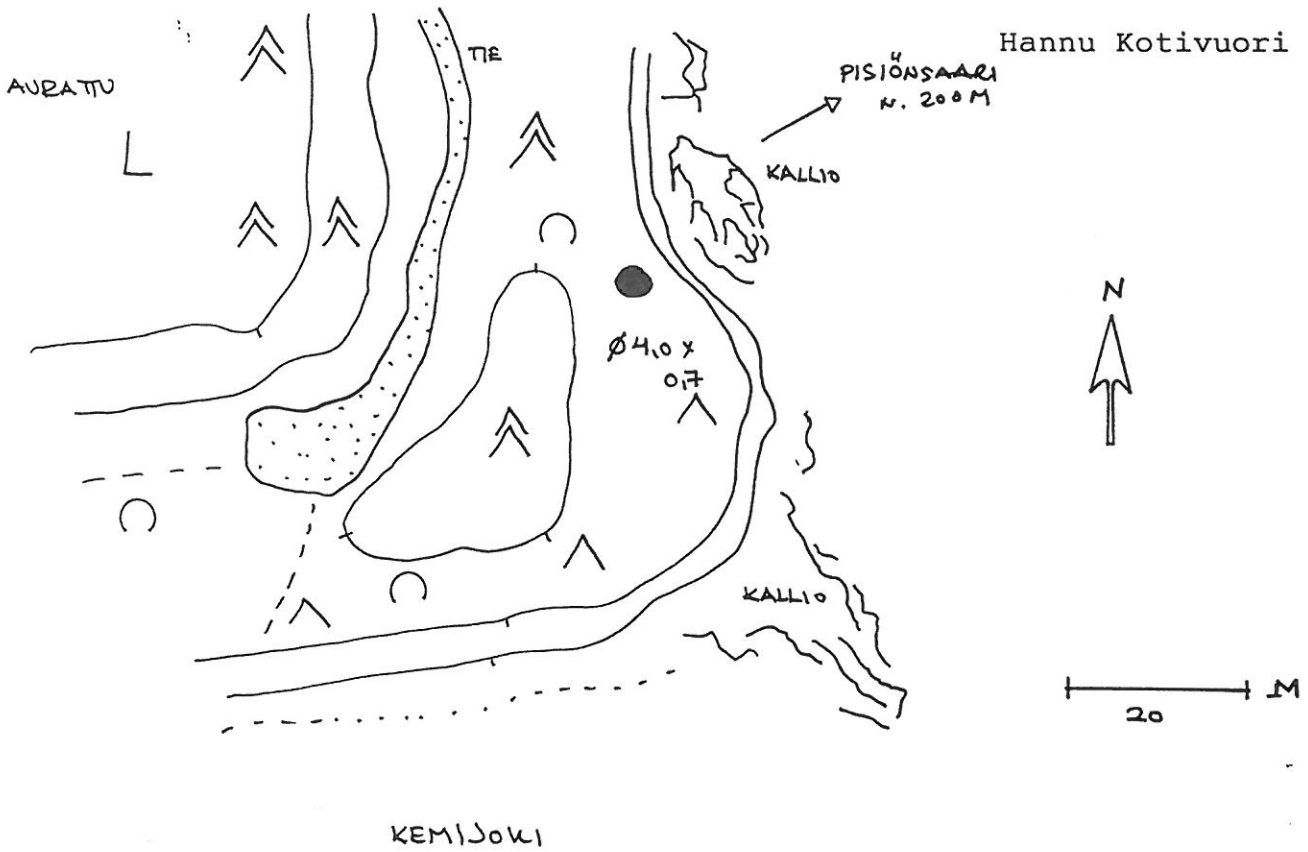 Hannu Kotivuori
TIE
AURATTU
PISIÖNSAARI
N. 200 M
KALLIO
N
Ø 4,0 x
0,7
KALLIO
M
20
KEMIJOKI